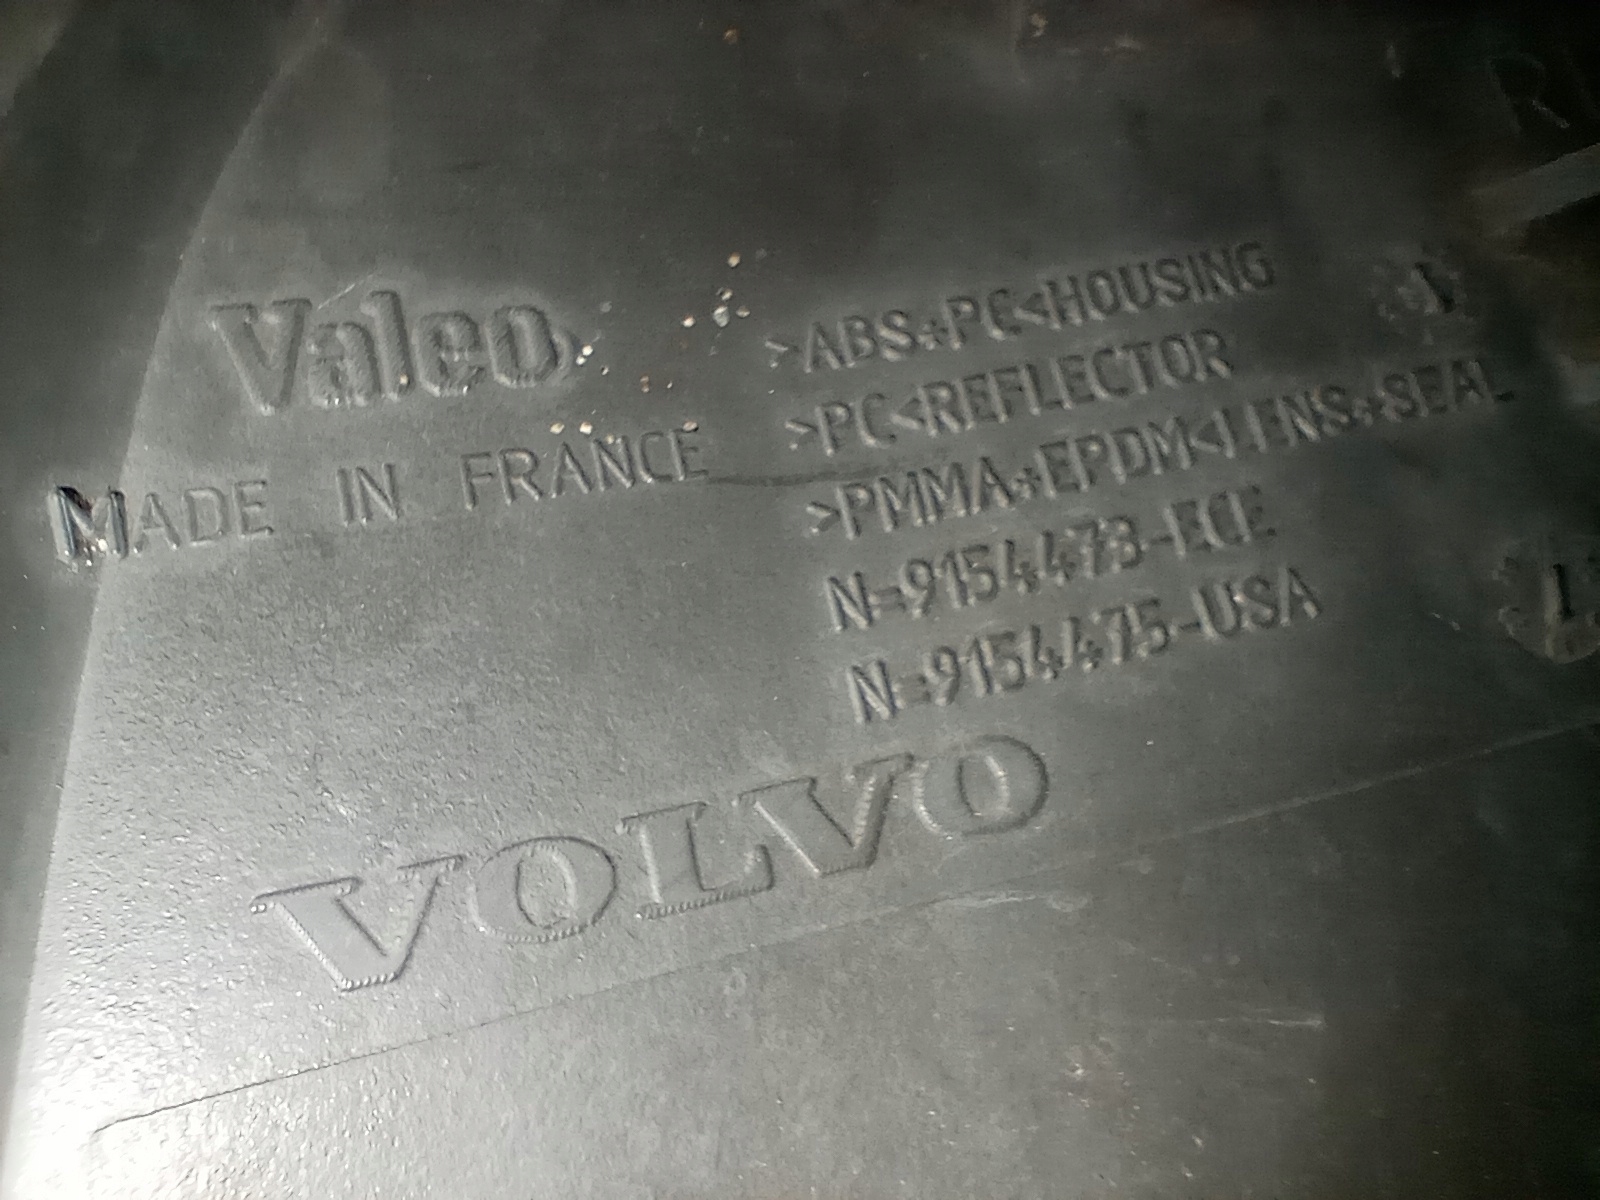 Valeo
MADE IN FRANCE
>ABS+PC<HOUSING
>PC<REFLECTOR
>PMMA+EPDM<LENS+SEAL
N=9154473-ECE
N=9154475-USA
VOLVO